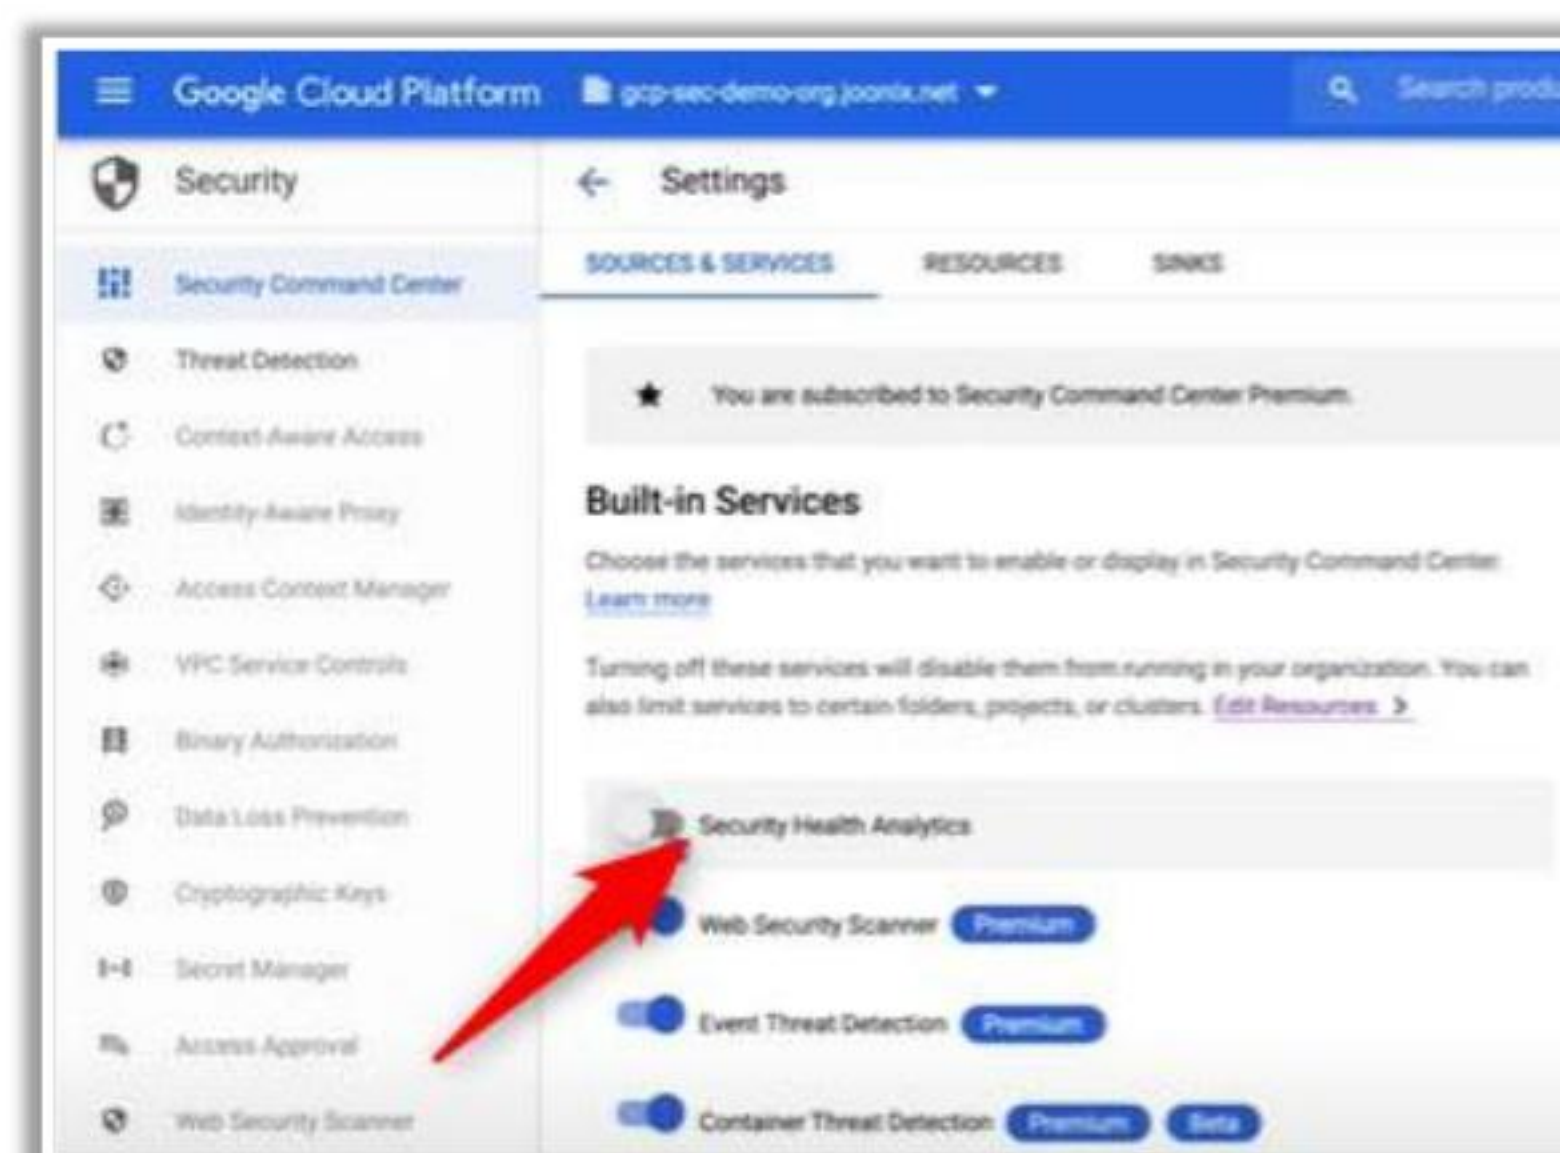 Google Cloud Platform
gcp-sec-demo-org.joonix.net
Search produ
Security
Settings
SOURCES & SERVICES
RESOURCES
SINKS
Security Command Center
Threat Detection
Context-Aware Access
Identity-Aware Proxy
Access Context Manager
VPC Service Controls
Binary Authorization
Data Loss Prevention
Cryptographic Keys
Secret Manager
Access Approval
Web Security Scanner
You are subscribed to Security Command Center Premium.
Built-in Services
Choose the services that you want to enable or display in Security Command Center.
Learn more
Turning off these services will disable them from running in your organization. You can
also limit services to certain folders, projects, or clusters. Edit Resources
Security Health Analytics
Web Security Scanner Premium
Event Threat Detection Premium
Container Threat Detection Premium Beta